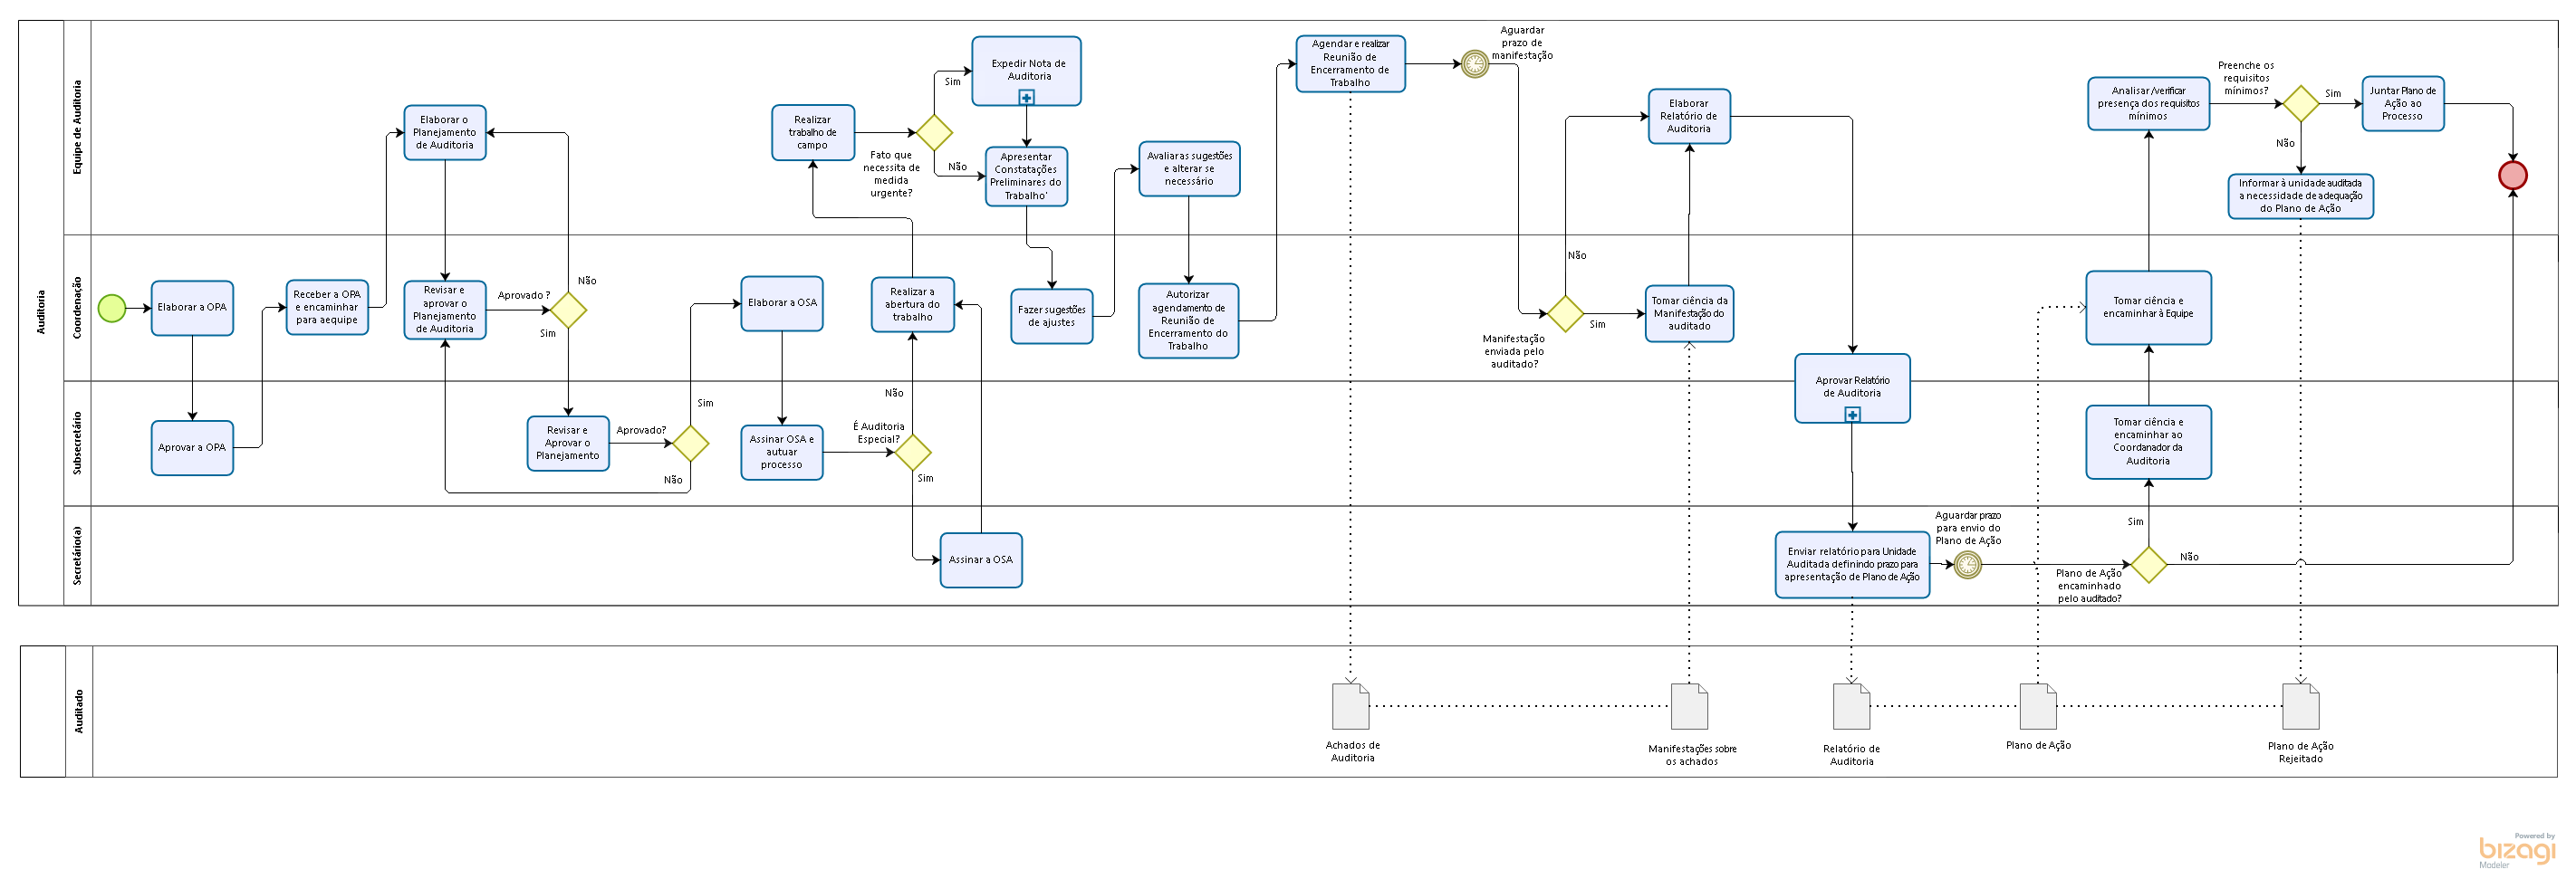 Auditoria
Equipe de Auditoria
Coordenação
Subsecretário
Secretário(a)
Elaborar a OPA
Aprovar a OPA
Receber a OPA
e encaminhar
para aequipe
Elaborar o
Planejamento
de Auditoria
Revisar e
aprovar o
Planejamento
de Auditoria
Aprovado ?
Não
Sim
Revisar e
Aprovar o
Planejamento
Aprovado?
Sim
Não
Elaborar a OSA
Assinar OSA e
autuar
processo
É Auditoria
Especial?
Não
Sim
Assinar a OSA
Realizar a
abertura do
trabalho
Realizar
trabalho de
campo
Fato que
necessita de
medida
urgente?
Sim
Não
Expedir Nota de
Auditoria
Apresentar
Constatações
Preliminares do
Trabalho'
Fazer sugestões
de ajustes
Avaliaras sugestões
e alterar se
necessário
Autorizar
agendamento de
Reunião de
Encerramento do
Trabalho
Agendar e realizar
Reunião de
Encerramento de
Trabalho
Aguardar
prazo de
manifestação
Manifestação
enviada pelo
auditado?
Não
Sim
Tomar ciência da
Manifestação do
auditado
Elaborar
Relatório de
Auditoria
Aprovar Relatório
de Auditoria
Enviar relatório para Unidade
Auditada definindo prazo para
apresentação de Plano de Ação
Aguardar prazo
para envio do
Plano de Ação
Plano de Ação
encaminhado
pelo auditado?
Sim
Não
Tomar ciência e
encaminhar ao
Coordanador da
Auditoria
Tomar ciência e
encaminhar à Equipe
Analisar /verificar
presença dos requisitos
mínimos
Preenche os
requisitos
mínimos?
Sim
Não
Juntar Plano de
Ação ao
Processo
Informar à unidade auditada
a necessidade de adequação
do Plano de Ação
Auditado
Achados de
Auditoria
Manifestações sobre
os achados
Relatório de
Auditoria
Plano de Ação
Plano de Ação
Rejeitado
Powered by
bizagi
Modeler